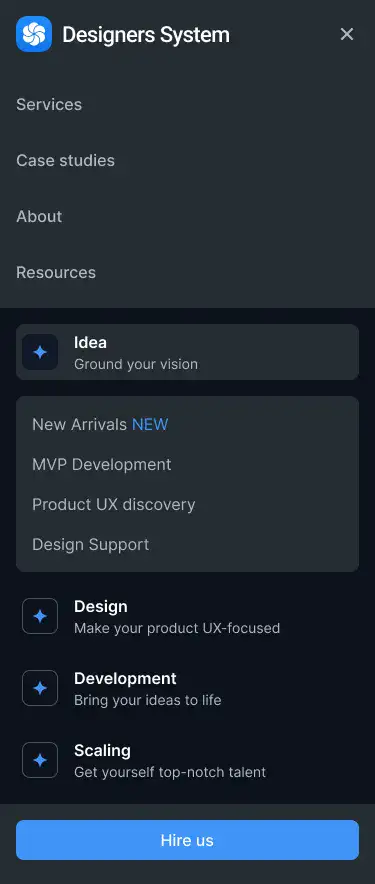 Designers System
Services
Case studies
About
Resources
Idea
Ground your vision
New Arrivals NEW
MVP Development
Product UX discovery
Design Support
Design
Make your product UX-focused
Development
Bring your ideas to life
Scaling
Get yourself top-notch talent
Hire us